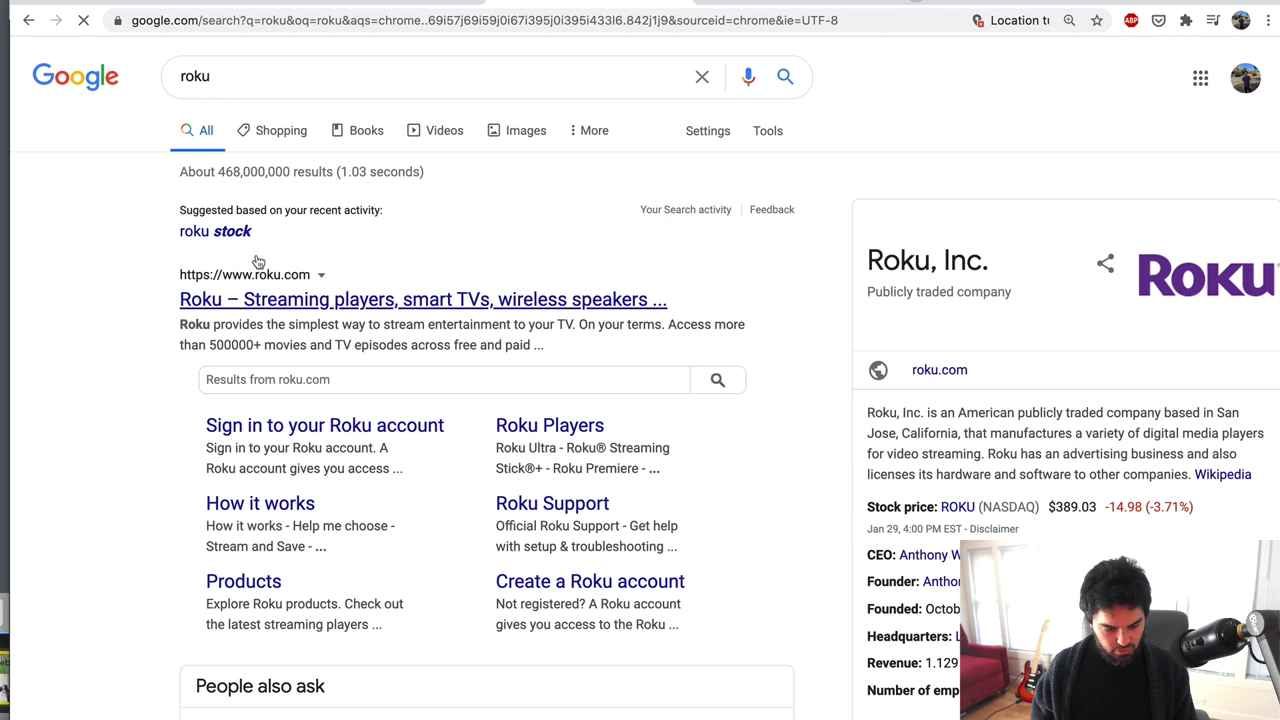 google.com/search?q=roku&oq=roku&aqs=chrome..69i57j69i59j0i67i395j0i395i433l6.842j1j9&sourceid=chrome&ie=UTF-8
Location t
ABP
Google
roku
All
Shopping
Books
Videos
Images
More
Settings
Tools
About 468,000,000 results (1.03 seconds)
Suggested based on your recent activity:
Your Search activity
Feedback
roku stock
https://www.roku.com
Roku – Streaming players, smart TVs, wireless speakers ...
Roku provides the simplest way to stream entertainment to your TV. On your terms. Access more
than 500000+ movies and TV episodes across free and paid ...
Results from roku.com
Sign in to your Roku account
Sign in to your Roku account. A
Roku account gives you access ...
Roku Players
Roku Ultra - Roku® Streaming
Stick®+ - Roku Premiere - ...
How it works
How it works - Help me choose -
Stream and Save - ...
Roku Support
Official Roku Support - Get help
with setup & troubleshooting ...
Products
Explore Roku products. Check out
the latest streaming players ...
Create a Roku account
Not registered? A Roku account
gives you access to the Roku ...
People also ask
Roku, Inc.
Publicly traded company
ROKU
roku.com
Roku, Inc. is an American publicly traded company based in San
Jose, California, that manufactures a variety of digital media players
for video streaming. Roku has an advertising business and also
licenses its hardware and software to other companies. Wikipedia
Stock price: ROKU (NASDAQ) $389.03 -14.98 (-3.71%)
Jan 29, 4:00 PM EST - Disclaimer
CEO: Anthony W
Founder: Antho
Founded: Octo
Headquarters: L
Revenue: 1.129
Number of emp